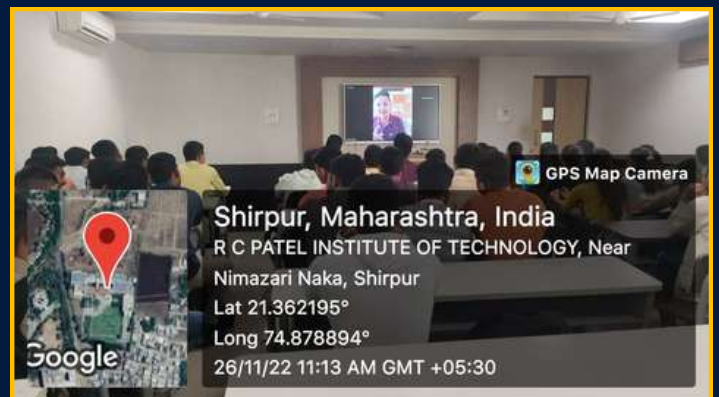 GPS Map Camera
Shirpur, Maharashtra, India
R C PATEL INSTITUTE OF TECHNOLOGY, Near
Nimazari Naka, Shirpur
Lat 21.362195°
Long 74.878894°
26/11/22 11:13 AM GMT +05:30
Google